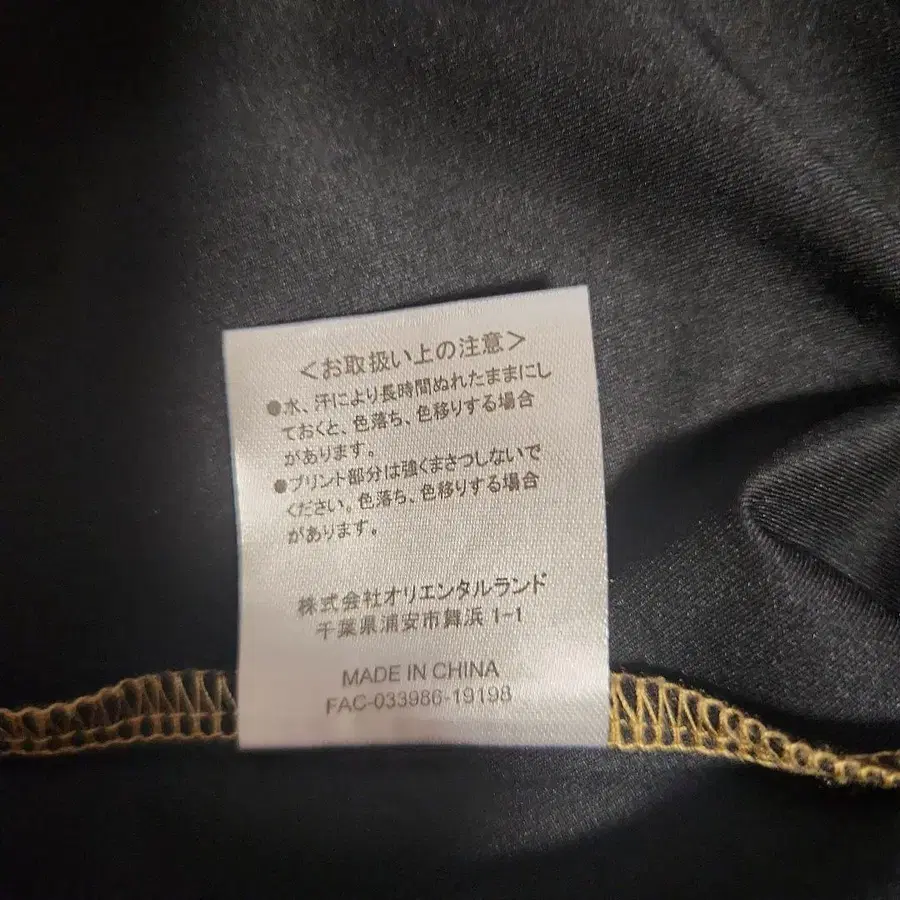 ＜お取扱い上の注意＞
●水、汗により長時間ぬれたままにし
ておくと、色落ち、色移りする場合
があります。
●プリント部分は強くまさつしないで
ください。色落ち、色移りする場合
があります。
株式会社オリエンタルランド
千葉県浦安市舞浜 1-1
MADE IN CHINA
FAC-033986-19198